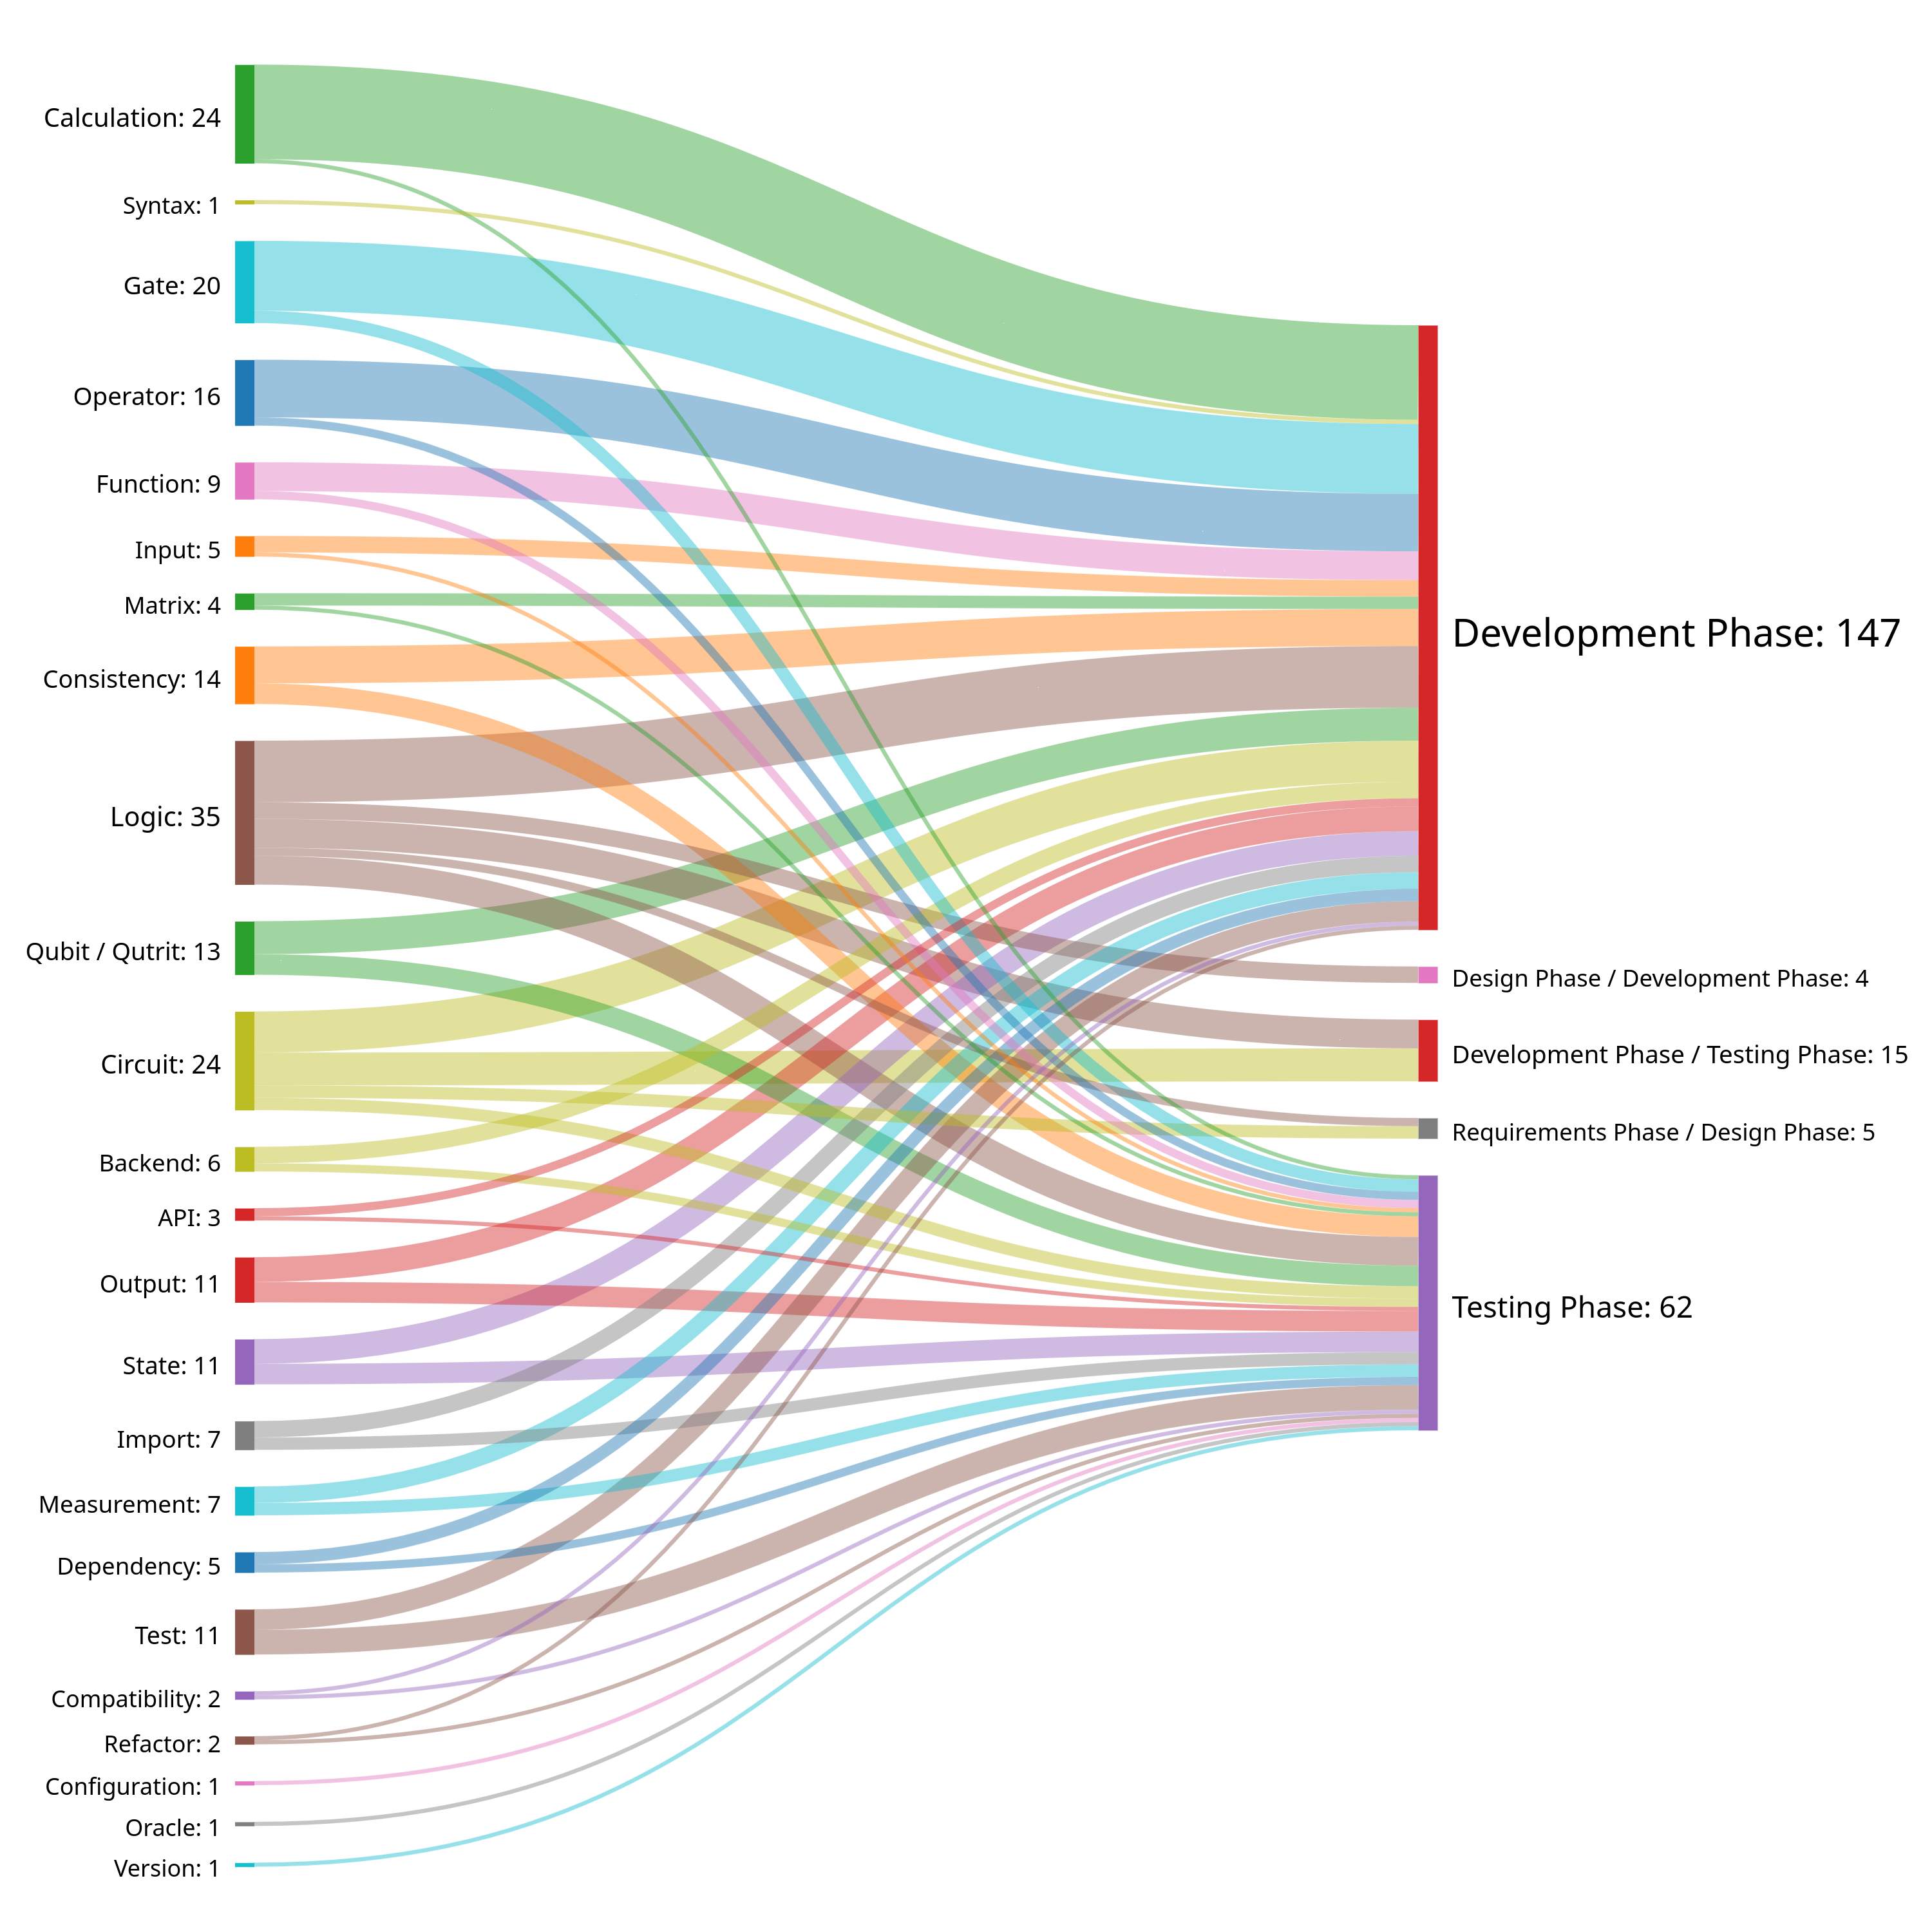 Calculation: 24
Syntax: 1
Gate: 20
Operator: 16
Function: 9
Input: 5
Matrix: 4
Consistency: 14
Logic: 35
Qubit / Qutrit: 13
Circuit: 24
Backend: 6
API: 3
Output: 11
State: 11
Import: 7
Measurement: 7
Dependency: 5
Test: 11
Compatibility: 2
Refactor: 2
Configuration: 1
Oracle: 1
Version: 1
Development Phase: 147
Design Phase / Development Phase: 4
Development Phase / Testing Phase: 15
Requirements Phase / Design Phase: 5
Testing Phase: 62